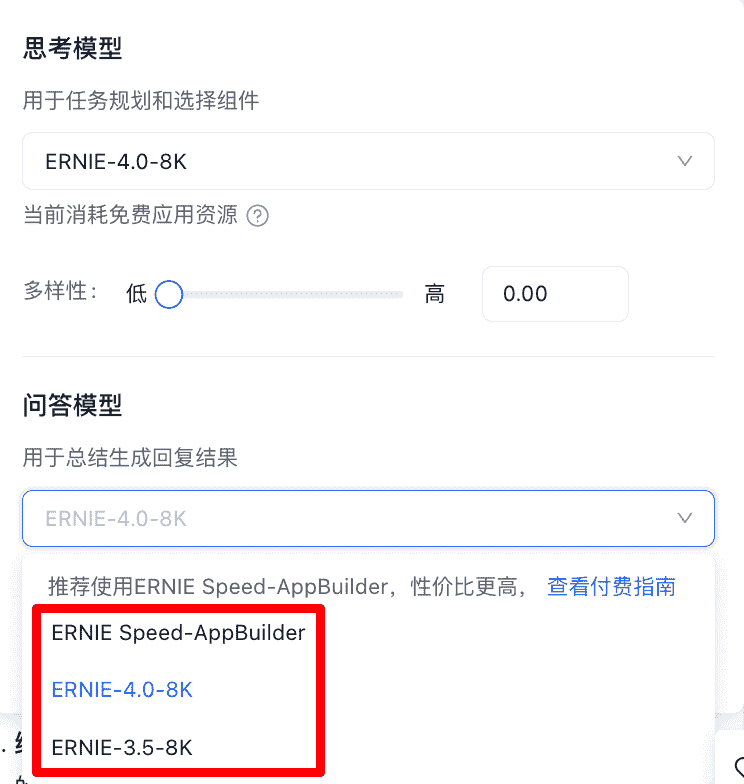 思考模型
用于任务规划和选择组件
ERNIE-4.0-8K
当前消耗免费应用资源 ?
多样性： 低 高 0.00
问答模型
用于总结生成回复结果
ERNIE-4.0-8K
推荐使用ERNIE Speed-AppBuilder，性价比更高， 查看付费指南
ERNIE Speed-AppBuilder
ERNIE-4.0-8K
ERNIE-3.5-8K